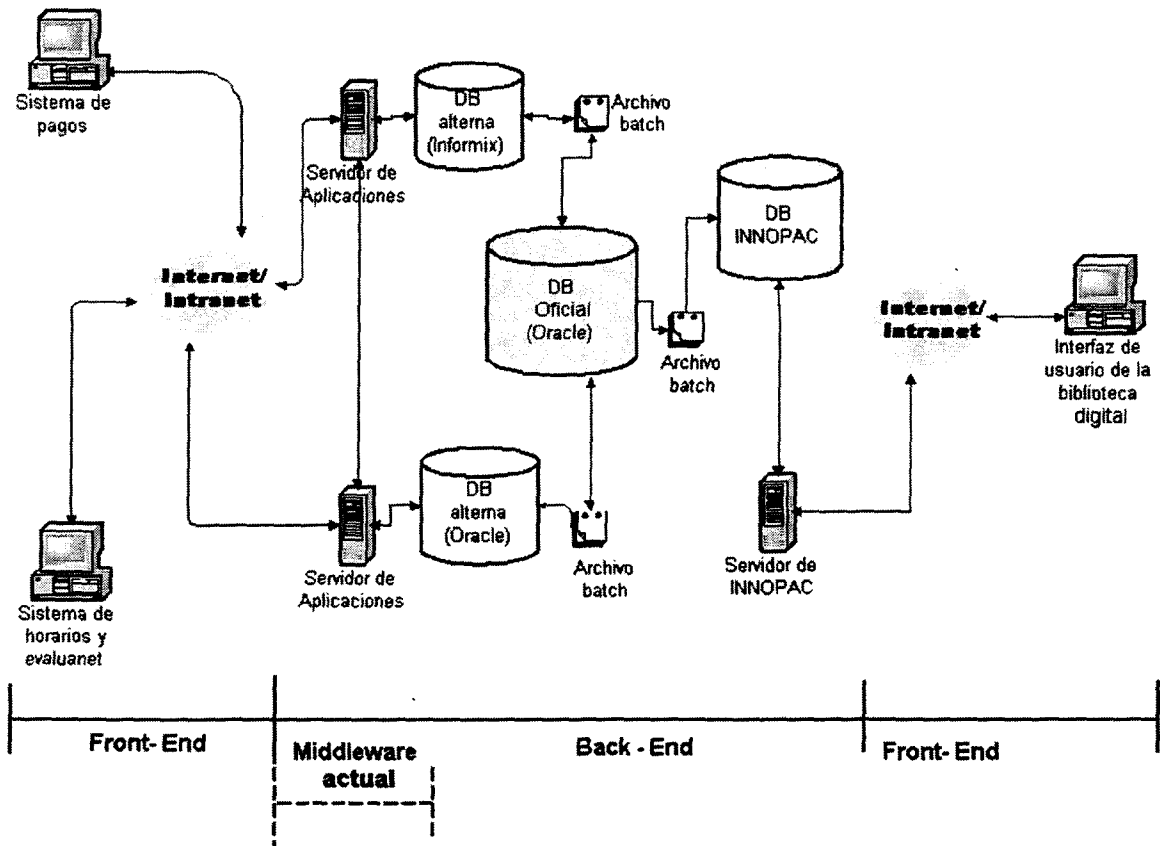 Sistema de
pagos
DB
alterna
(Informix)
Archivo
batch
Servidor de
Aplicaciones
DB
INNOPAC
Internet/
Intranet
DB
Oficial
(Oracle)
Archivo
batch
Internet/
Intranet
Interfaz de
usuario de la
biblioteca
digital
DB
alterna
(Oracle)
Servidor de
Aplicaciones
Archivo
batch
Servidor de
INNOPAC
Sistema de
horarios y
evaluanet
Front-End
Middleware
actual
Back-End
Front-End